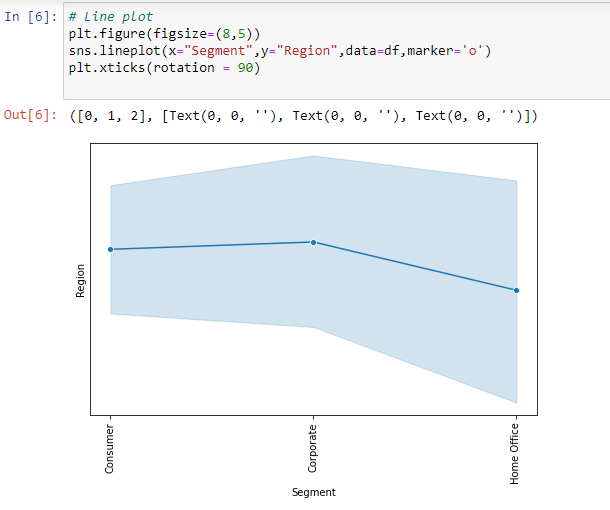 In [6]: # Line plot
plt.figure(figsize=(8,5))
sns.lineplot(x="Segment",y="Region",data=df,marker='o')
plt.xticks(rotation = 90)
Out[6]: ([0, 1, 2], [Text(0, 0, ''), Text(0, 0, ''), Text(0, 0, '')])
Region
Consumer
Corporate
Home Office
Segment